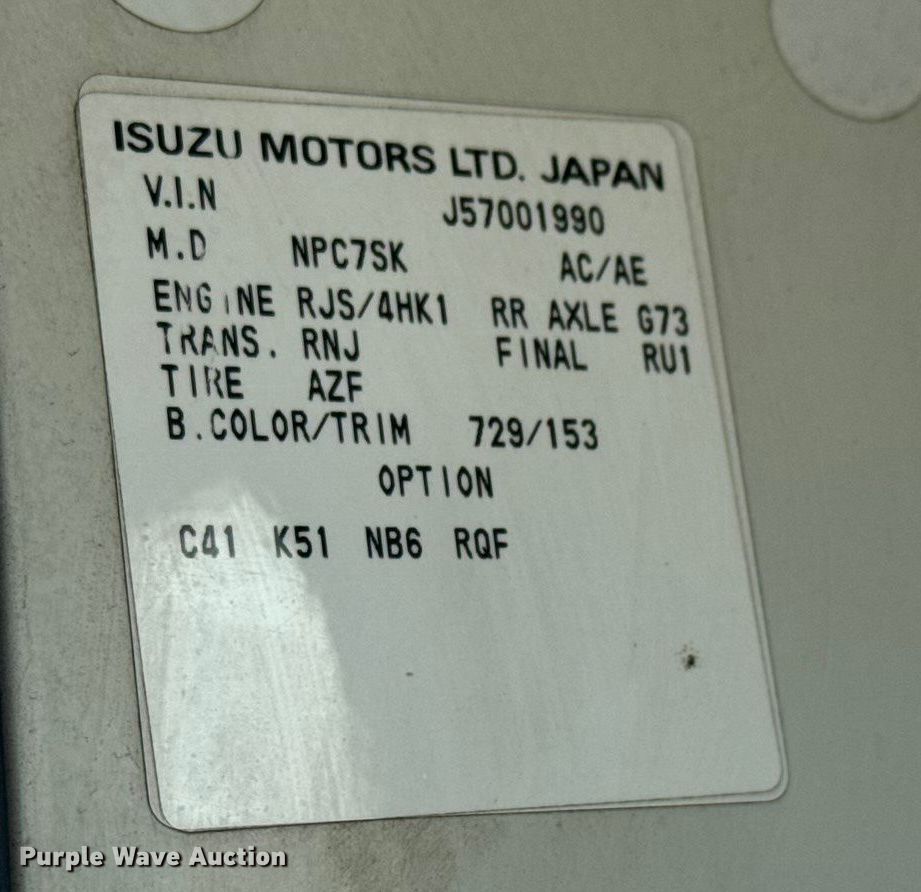 ISUZU MOTORS LTD. JAPAN
V.I.N J57001990
M.D NPC7SK AC/AE
ENGINE RJS/4HK1 RR AXLE G73
TRANS. RNJ FINAL RU1
TIRE AZF
B.COLOR/TRIM 729/153
OPTION
C41 K51 NB6 RQF
Purple Wave Auction